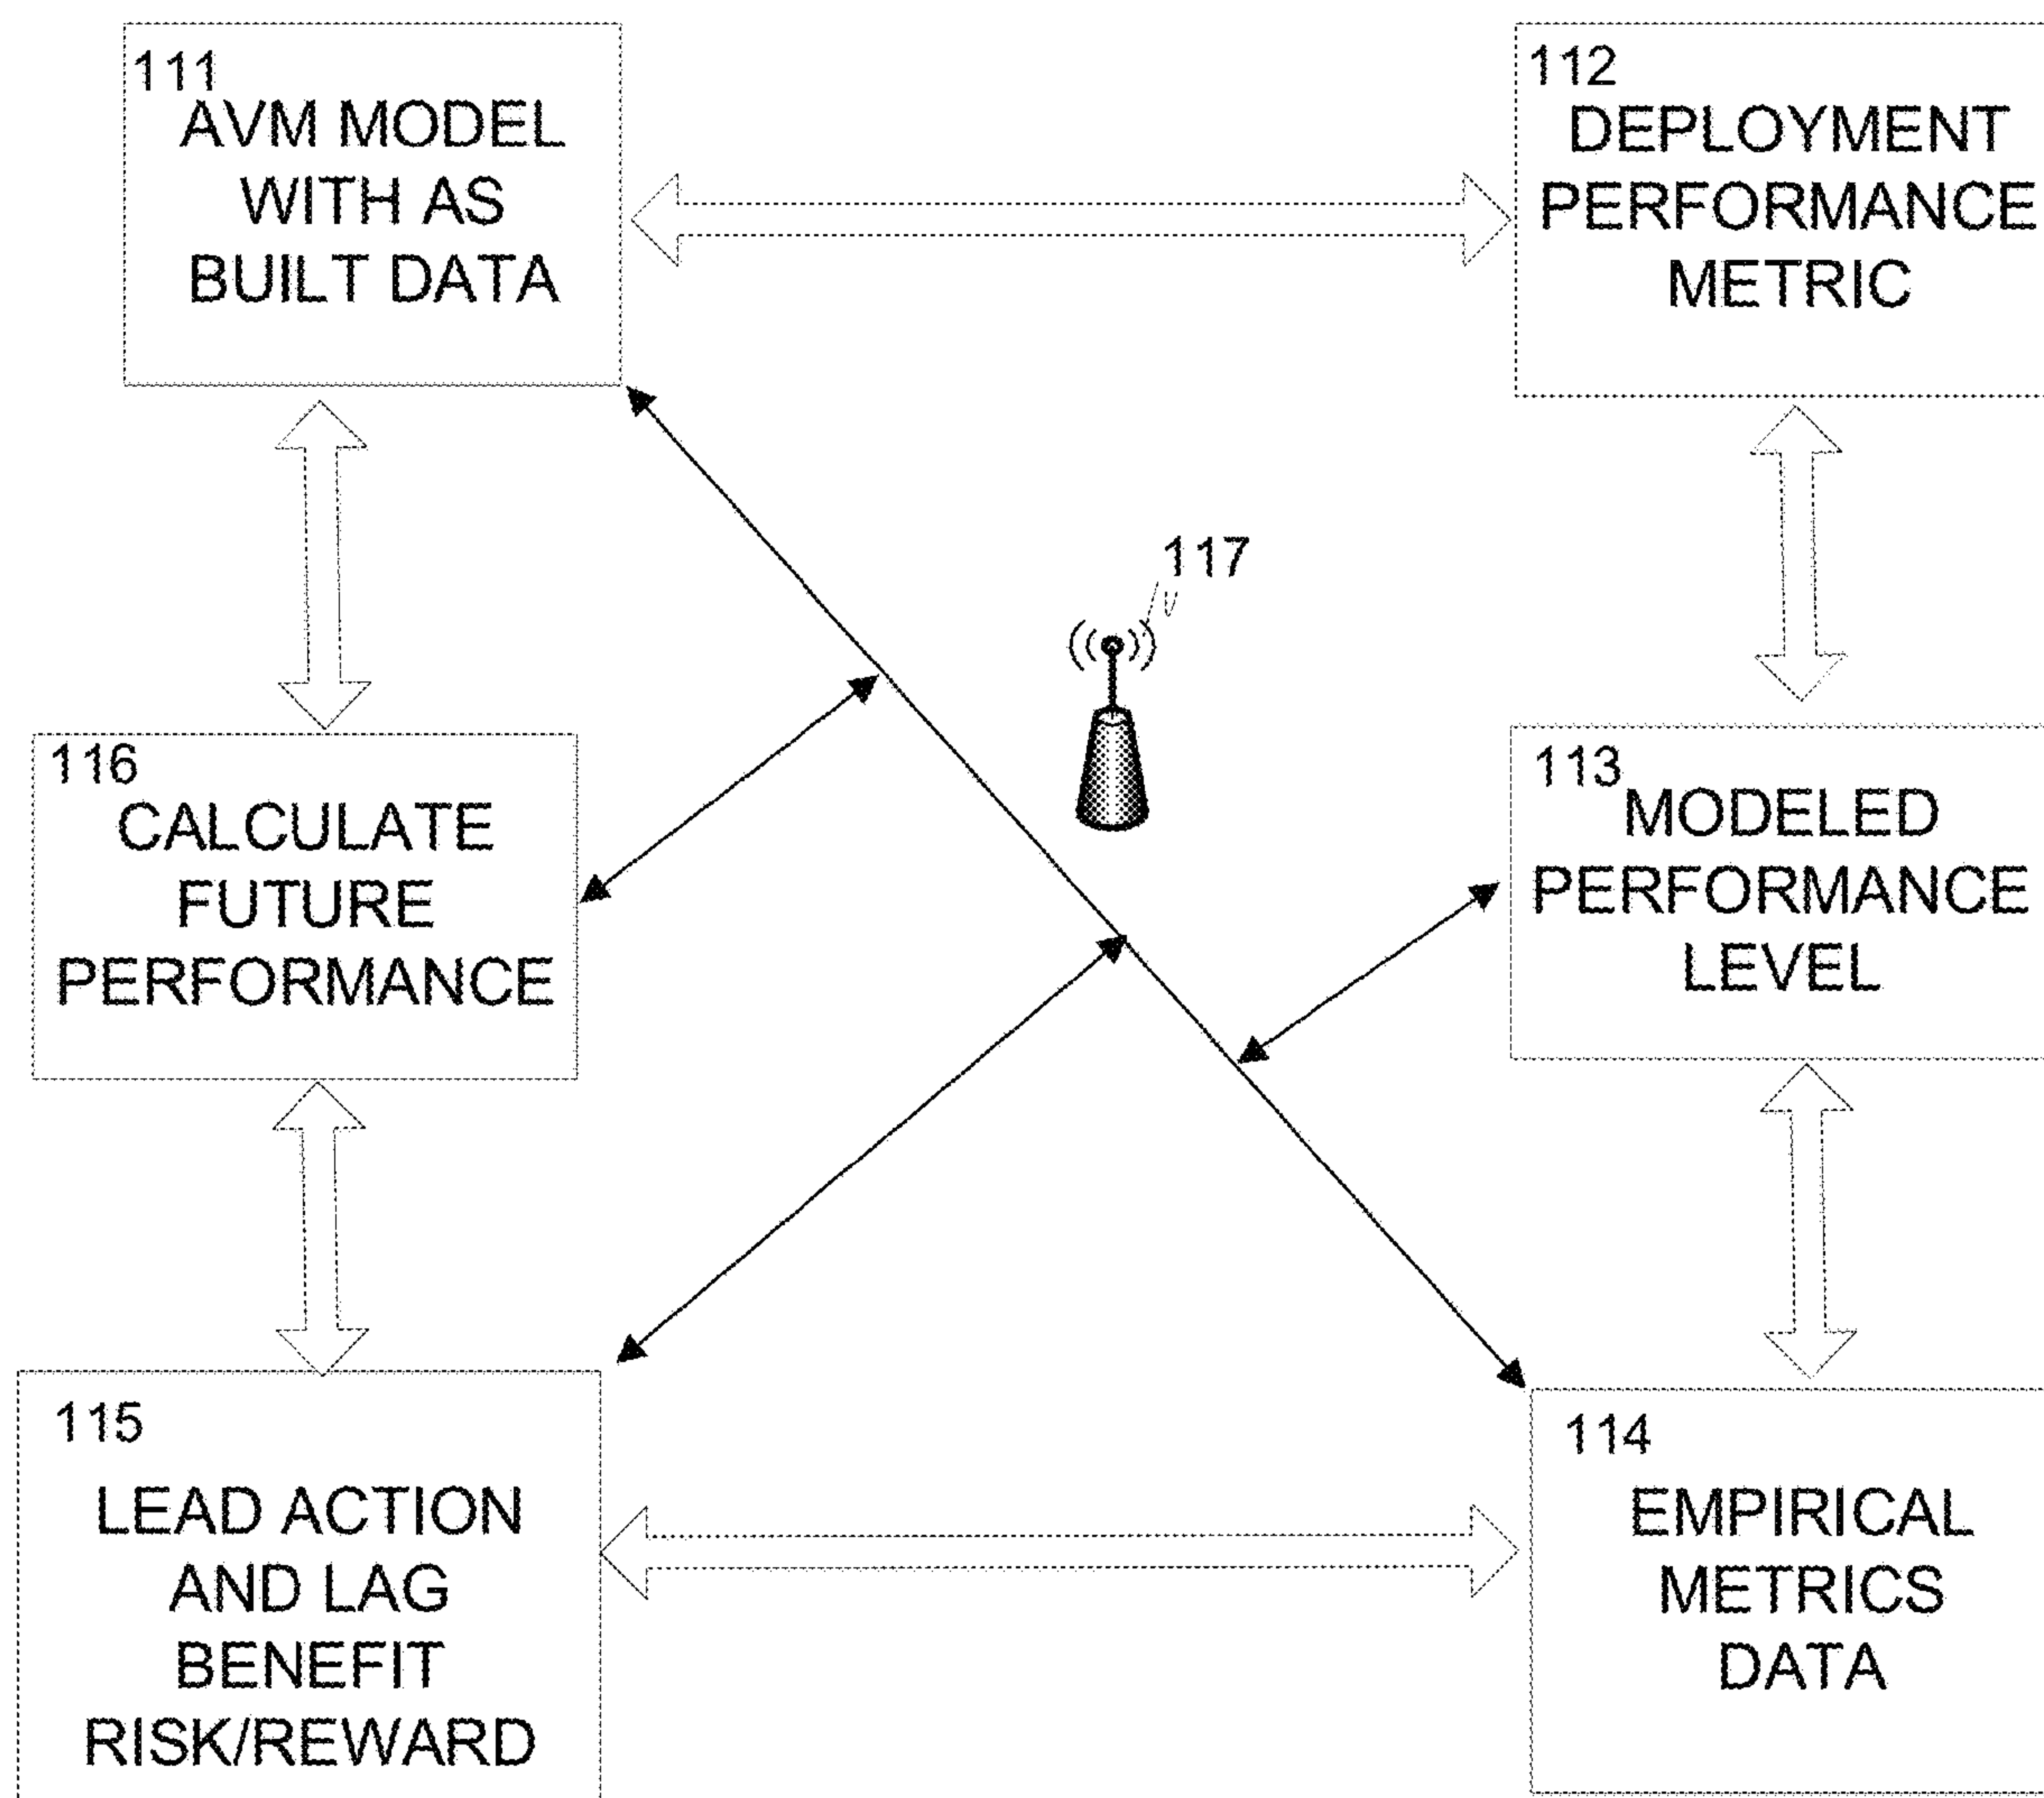 111
AVM MODEL
WITH AS
BUILT DATA
112
DEPLOYMENT
PERFORMANCE
METRIC
117
116
CALCULATE
FUTURE
PERFORMANCE
113
MODELED
PERFORMANCE
LEVEL
115
LEAD ACTION
AND LAG
BENEFIT
RISK/REWARD
114
EMPIRICAL
METRICS
DATA